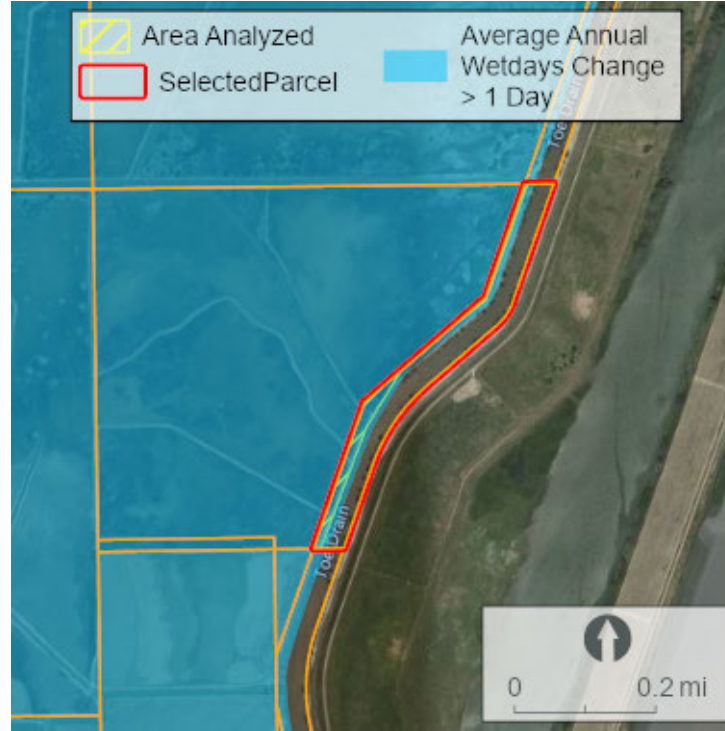 Area Analyzed
SelectedParcel
Average Annual
Wetdays Change
> 1 Day
Toe Drain
Toe Drain
0
0.2 mi